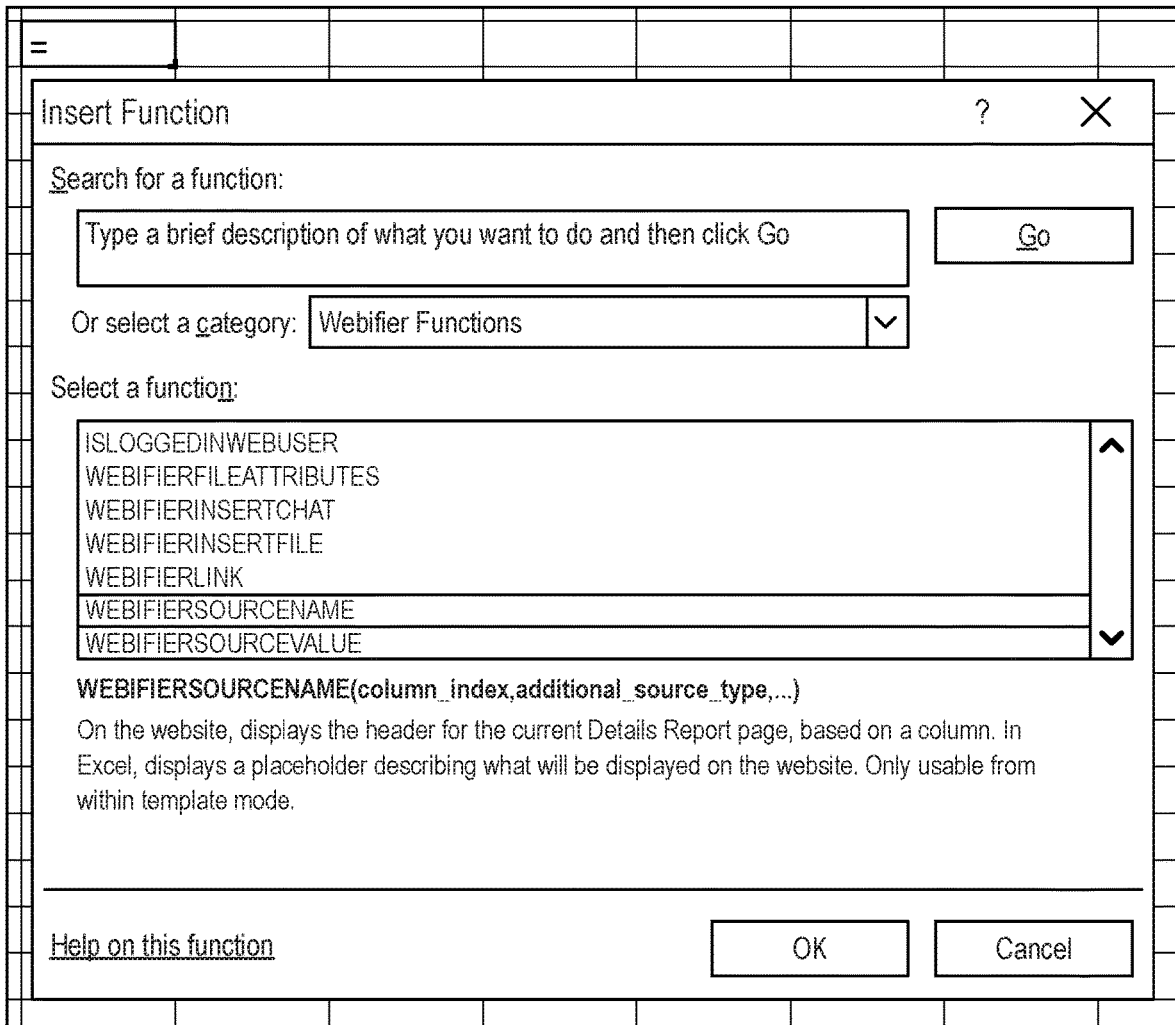 =
Insert Function ?
Search for a function:
Type a brief description of what you want to do and then click Go
Go
Or select a category: Webifier Functions
Select a function:
ISLOGGEDINWEBUSER
WEBIFIERFILEATTRIBUTES
WEBIFIERINSERTCHAT
WEBIFIERINSERTFILE
WEBIFIERLINK
WEBIFIERSOURCENAME
WEBIFIERSOURCEVALUE
WEBIFIERSOURCENAME(column_index,additional_source_type,...)
On the website, displays the header for the current Details Report page, based on a column. In
Excel, displays a placeholder describing what will be displayed on the website. Only usable from
within template mode.
Help on this function
OK
Cancel